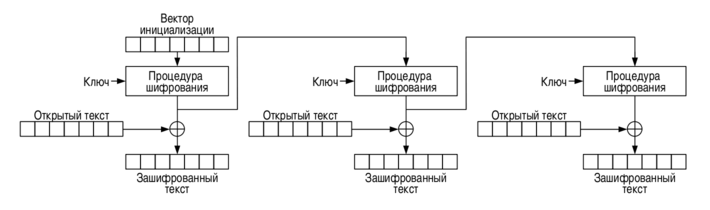 Вектор
инициализации
Ключ
Процедура
шифрования
Ключ
Процедура
шифрования
Ключ
Процедура
шифрования
Открытый текст
Открытый текст
Открытый текст
Зашифрованный
текст
Зашифрованный
текст
Зашифрованный
текст